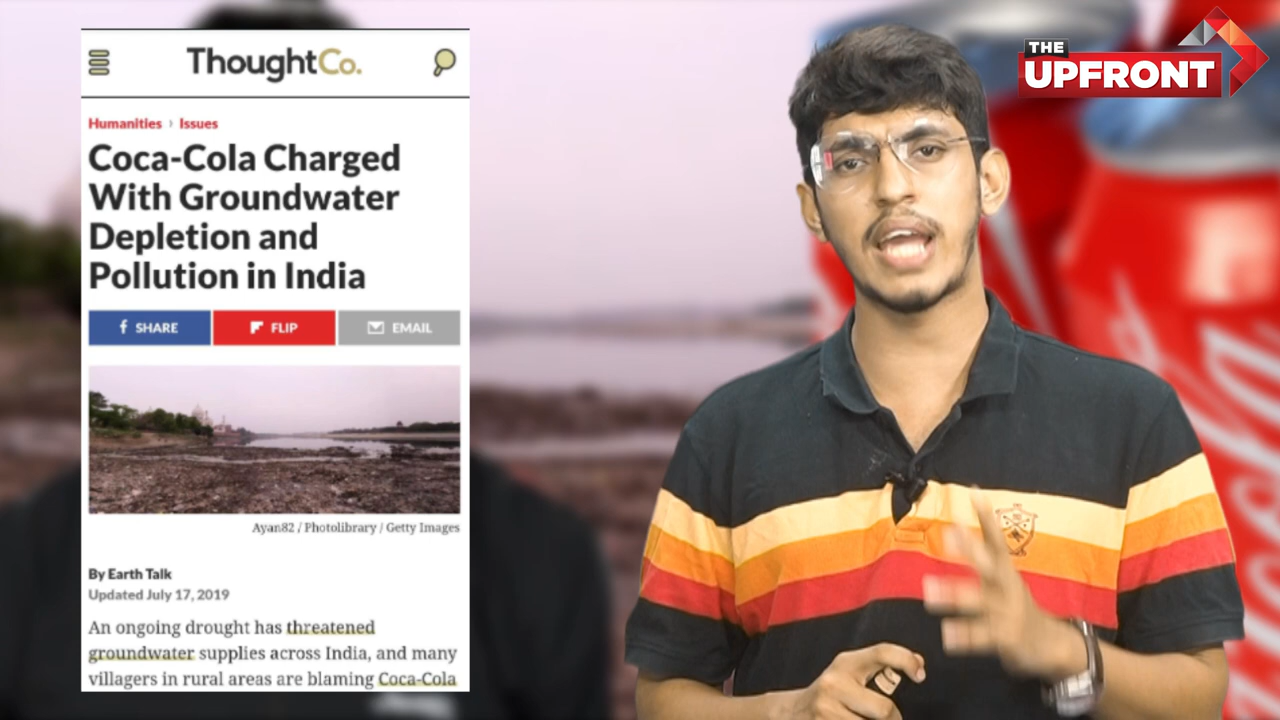 ThoughtCo.
Humanities › Issues
Coca-Cola Charged
With Groundwater
Depletion and
Pollution in India
SHARE
FLIP
EMAIL
Ayan82 / Photolibrary / Getty Images
By Earth Talk
Updated July 17, 2019
An ongoing drought has threatened
groundwater supplies across India, and many
villagers in rural areas are blaming Coca-Cola
THE
UPFRONT